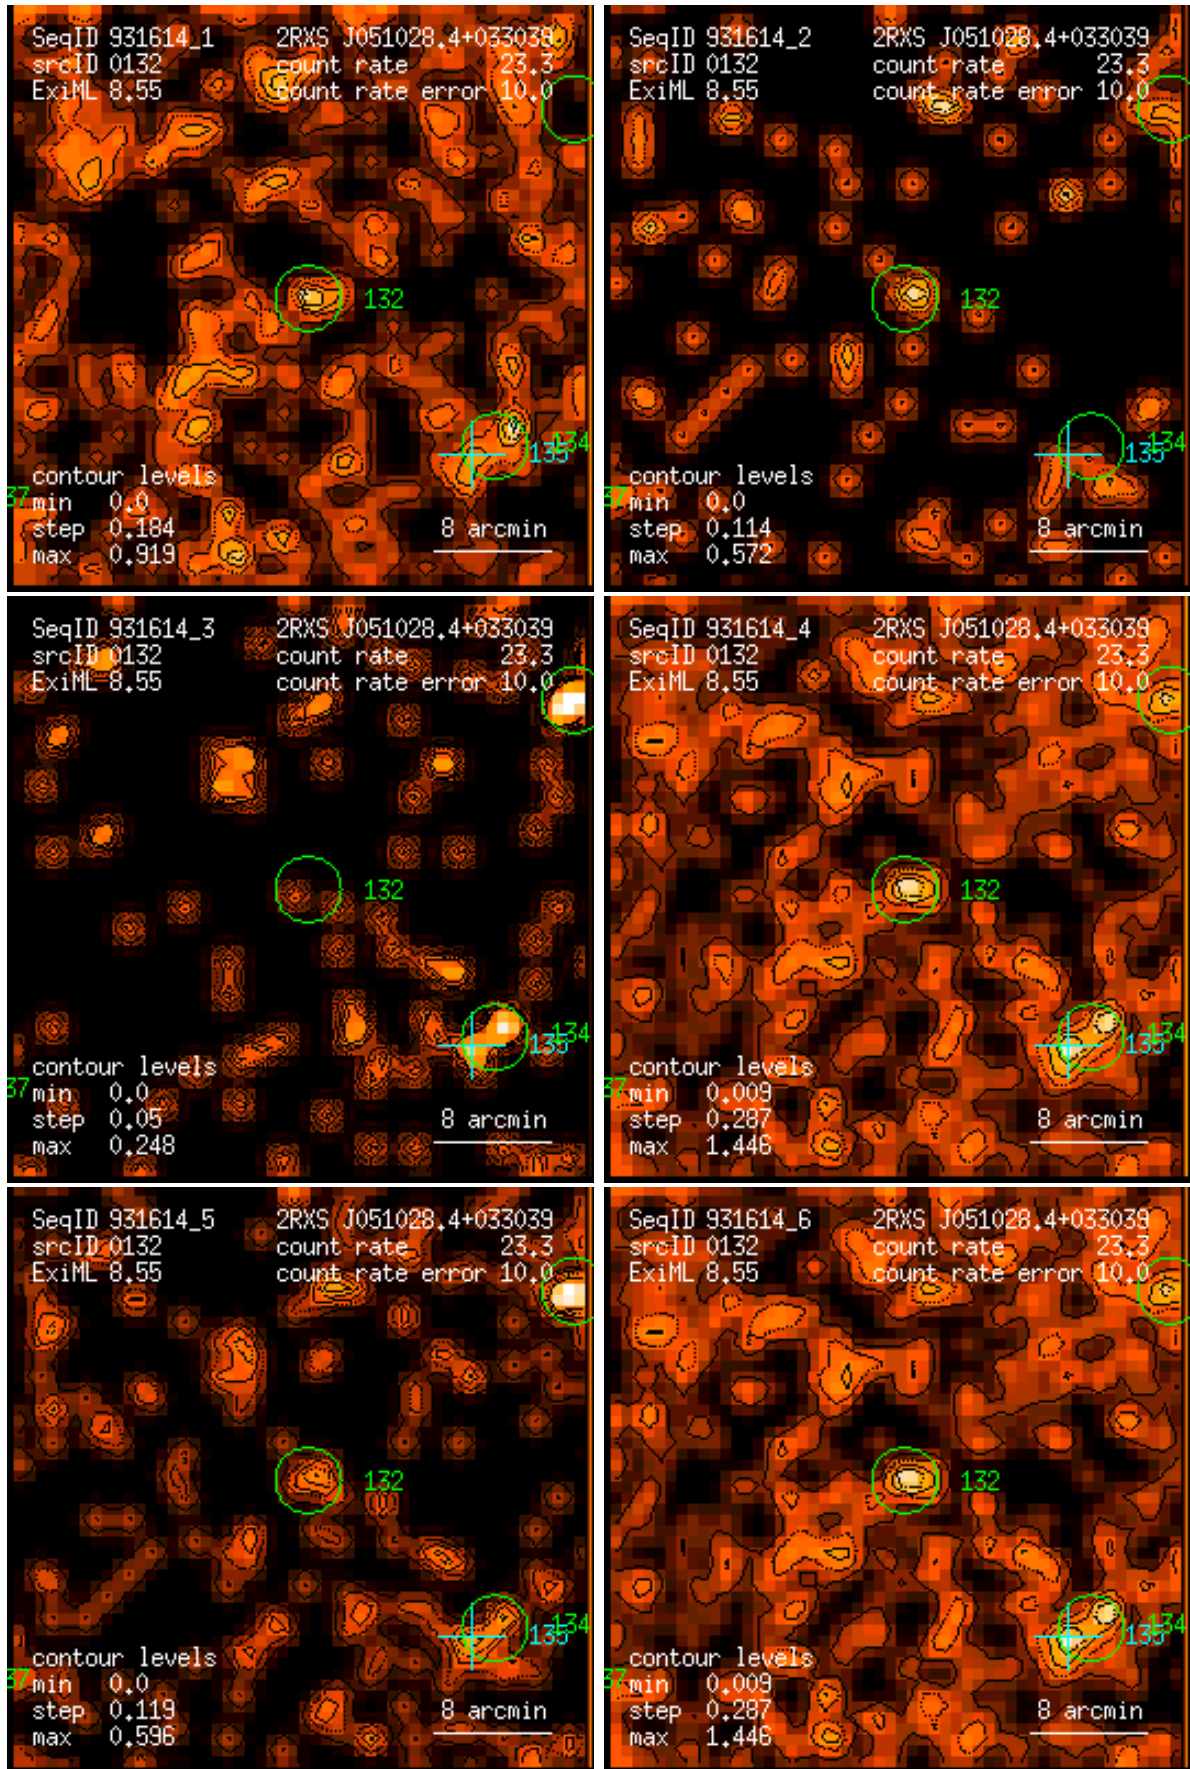 SeqID 931614_1 2RXS J051028.4+033039
srcID 0132 count rate 23.3
ExiML 8.55 count rate error 10.0
132
134
135
contour levels
37
min 0.0
step 0.184 8 arcmin
max 0.919
SeqID 931614_2 2RXS J051028.4+033039
srcID 0132 count rate 23.3
ExiML 8.55 count rate error 10.0
132
134
135
contour levels
37
min 0.0
step 0.114 8 arcmin
max 0.572
SeqID 931614_3 2RXS J051028.4+033039
srcID 0132 count rate 23.3
ExiML 8.55 count rate error 10.0
132
134
135
contour levels
37
min 0.0
step 0.05 8 arcmin
max 0.248
SeqID 931614_4 2RXS J051028.4+033039
srcID 0132 count rate 23.3
ExiML 8.55 count rate error 10.0
132
134
135
contour levels
37
min 0.009
step 0.287 8 arcmin
max 1.446
SeqID 931614_5 2RXS J051028.4+033039
srcID 0132 count rate 23.3
ExiML 8.55 count rate error 10.0
132
134
135
contour levels
37
min 0.0
step 0.119 8 arcmin
max 0.596
SeqID 931614_6 2RXS J051028.4+033039
srcID 0132 count rate 23.3
ExiML 8.55 count rate error 10.0
132
134
135
contour levels
37
min 0.009
step 0.287 8 arcmin
max 1.446